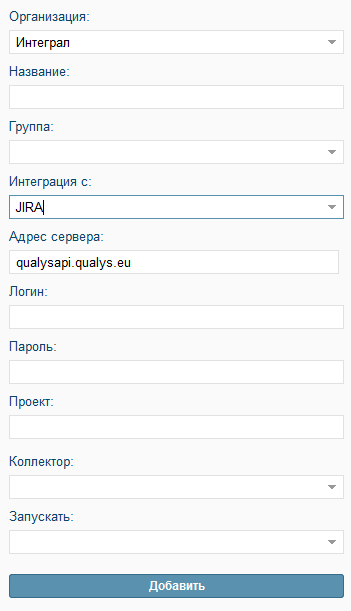 Организация:
Интеграл
Название:
Группа:
Интеграция с:
JIRA
Адрес сервера:
qualysapi.qualys.eu
Логин:
Пароль:
Проект:
Коллектор:
Запускать:
Добавить